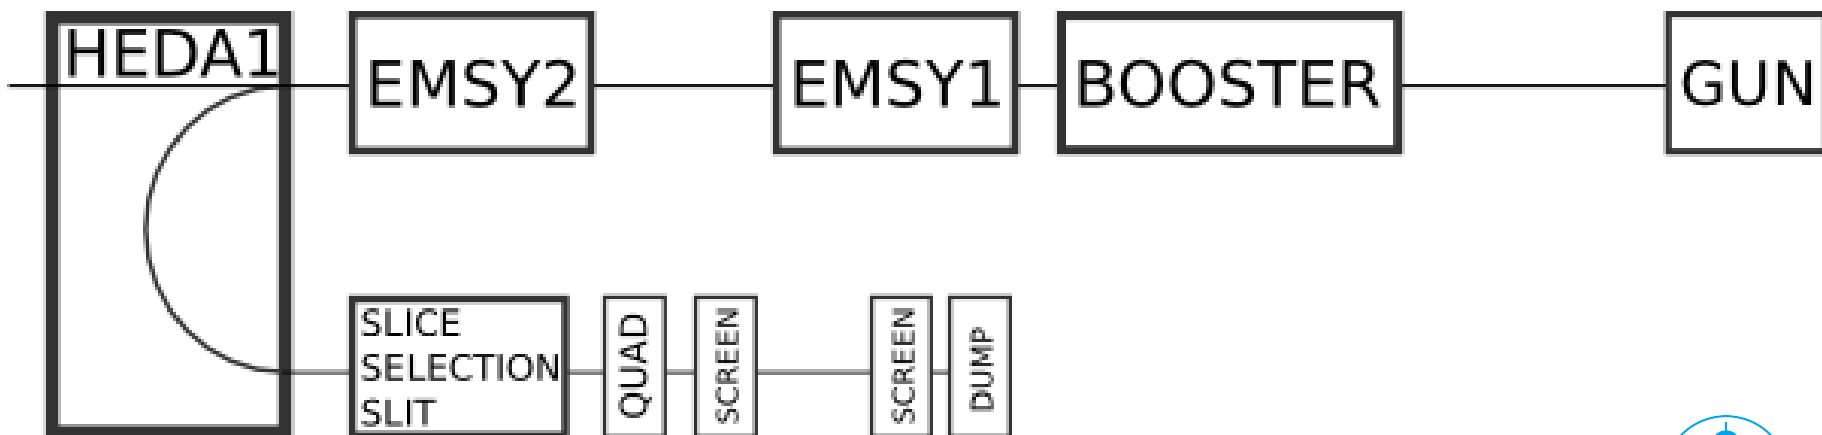 HEDA1
EMSY2
EMSY1
BOOSTER
GUN
SLICE
SELECTION
SLIT
QUAD
SCREEN
SCREEN
DUMP